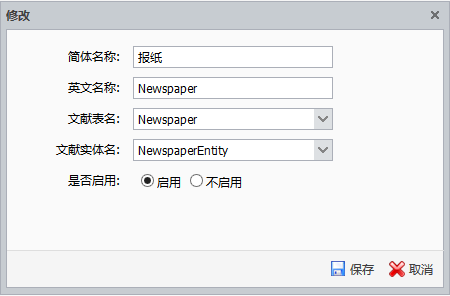 修改
简体名称: 报纸
英文名称: Newspaper
文献表名: Newspaper
文献实体名: NewspaperEntity
是否启用: 启用 不启用
保存 取消